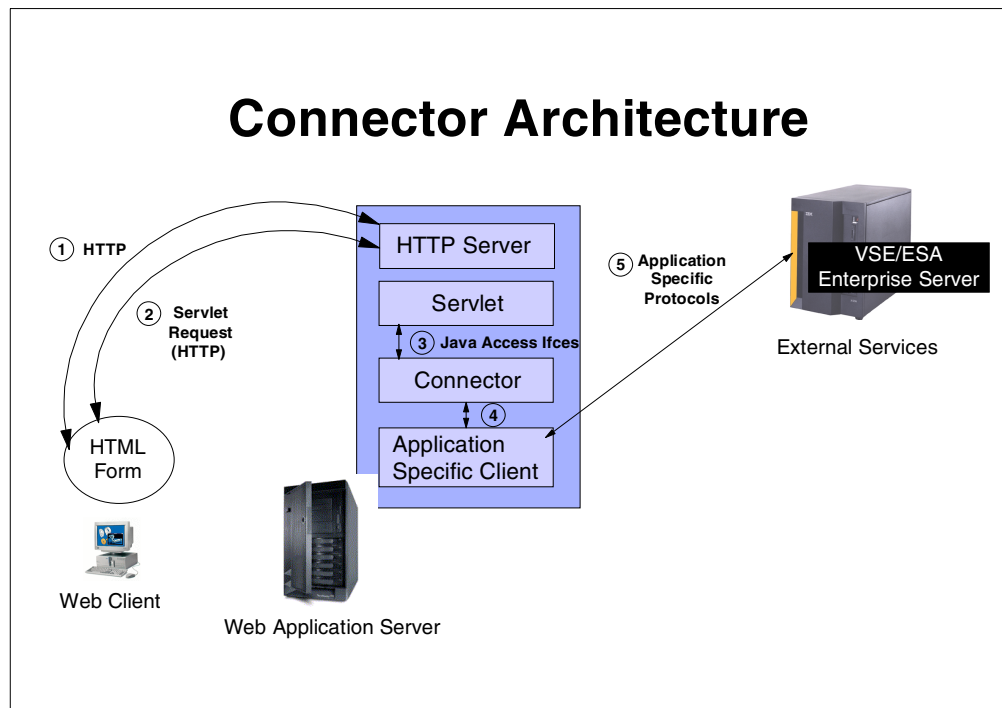 Connector Architecture
1 HTTP
2 Servlet
Request
(HTTP)
HTTP Server
Servlet
3 Java Access Ifces
Connector
4
Application
Specific Client
5 Application
Specific
Protocols
VSE/ESA
Enterprise Server
External Services
HTML
Form
Web Client
Web Application Server